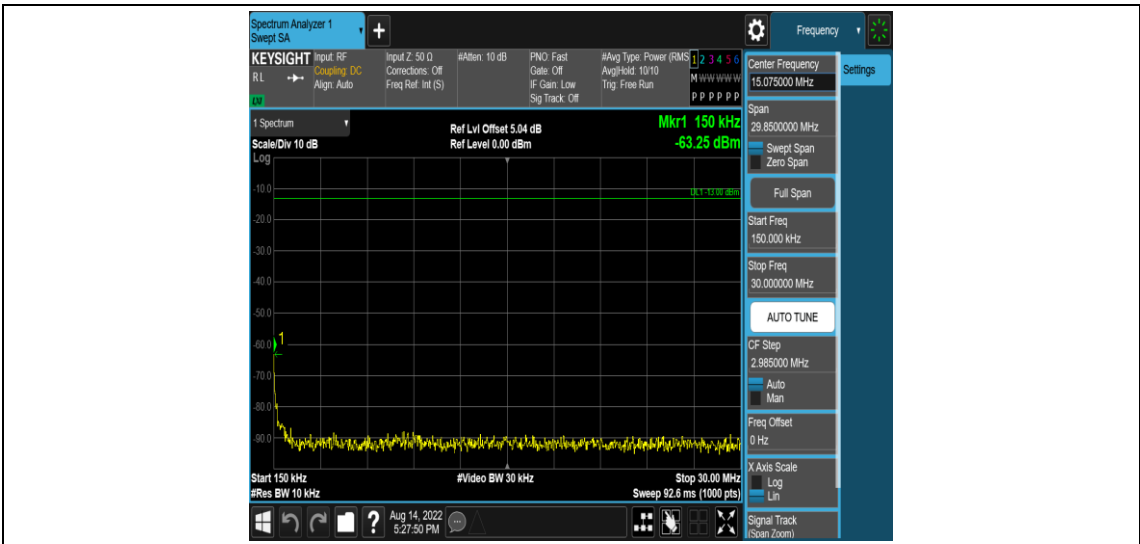 Spectrum Analyzer 1
Swept SA
+
Frequency
KEYSIGHT
RL
LXI
Input: RF
Coupling: DC
Align: Auto
Input Z: 50 Ω
Corrections: Off
Freq Ref: Int (S)
#Atten: 10 dB
PNO: Fast
Gate: Off
IF Gain: Low
Sig Track: Off
#Avg Type: Power (RMS
Avg|Hold: 10/10
Trig: Free Run
1 2 3 4 5 6
M W W W W W
P P P P P P
1 Spectrum
Scale/Div 10 dB
Log
Ref Lvl Offset 5.04 dB
Ref Level 0.00 dBm
Mkr1 150 kHz
-63.25 dBm
DL1 -13.00 dBm
-10.0
-20.0
-30.0
-40.0
-50.0
-60.0
1
-70.0
-80.0
-90.0
Start 150 kHz
#Video BW 30 kHz
Stop 30.00 MHz
#Res BW 10 kHz
Sweep 92.6 ms (1000 pts)
?
Aug 14, 2022
5:27:50 PM
Center Frequency
15.075000 MHz
Settings
Span
29.8500000 MHz
Swept Span
Zero Span
Full Span
Start Freq
150.000 kHz
Stop Freq
30.000000 MHz
AUTO TUNE
CF Step
2.985000 MHz
Auto
Man
Freq Offset
0 Hz
X Axis Scale
Log
Lin
Signal Track
(Span Zoom)